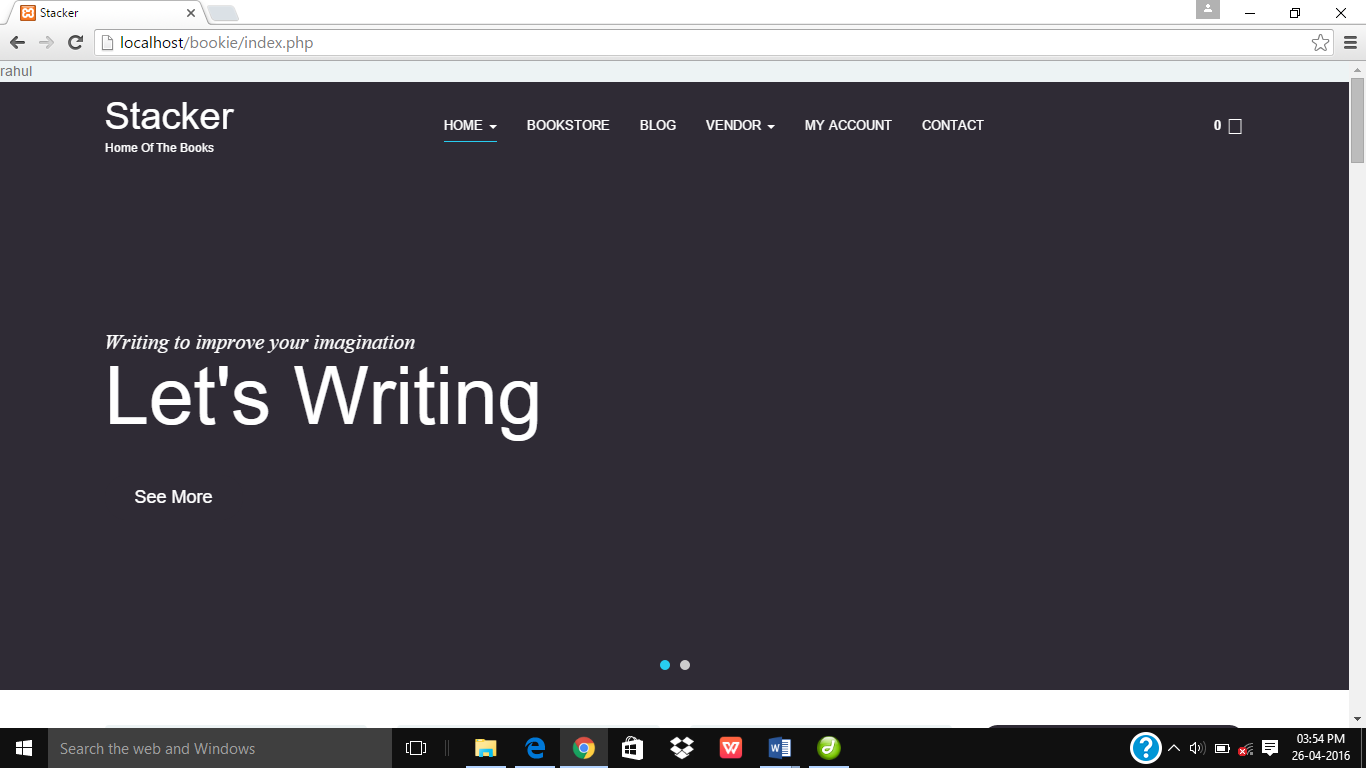 Stacker
localhost/bookie/index.php
rahul
Stacker
Home Of The Books
HOME BOOKSTORE BLOG VENDOR MY ACCOUNT CONTACT 0
Writing to improve your imagination
Let's Writing
See More
Search the web and Windows
03:54 PM
26-04-2016